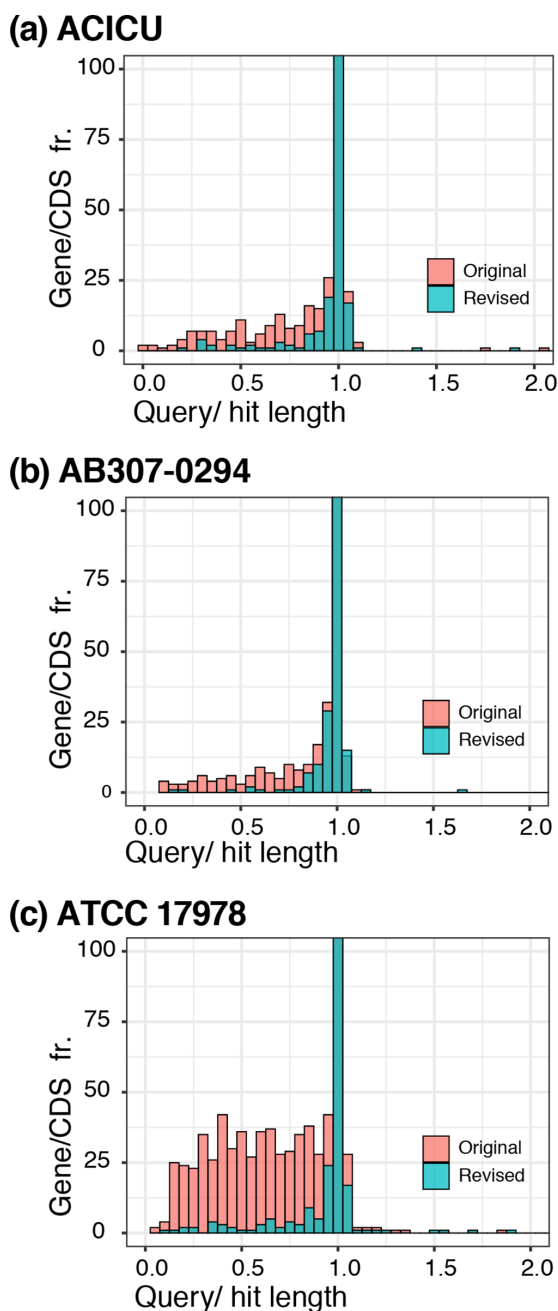 (a) ACICU
100
75
50
25
0
Gene/CDS fr.
Original
Revised
0.0 0.5 1.0 1.5 2.0
Query/ hit length
(b) AB307-0294
100
75
50
25
0
Gene/CDS fr.
Original
Revised
0.0 0.5 1.0 1.5 2.0
Query/ hit length
(c) ATCC 17978
100
75
50
25
0
Gene/CDS fr.
Original
Revised
0.0 0.5 1.0 1.5 2.0
Query/ hit length